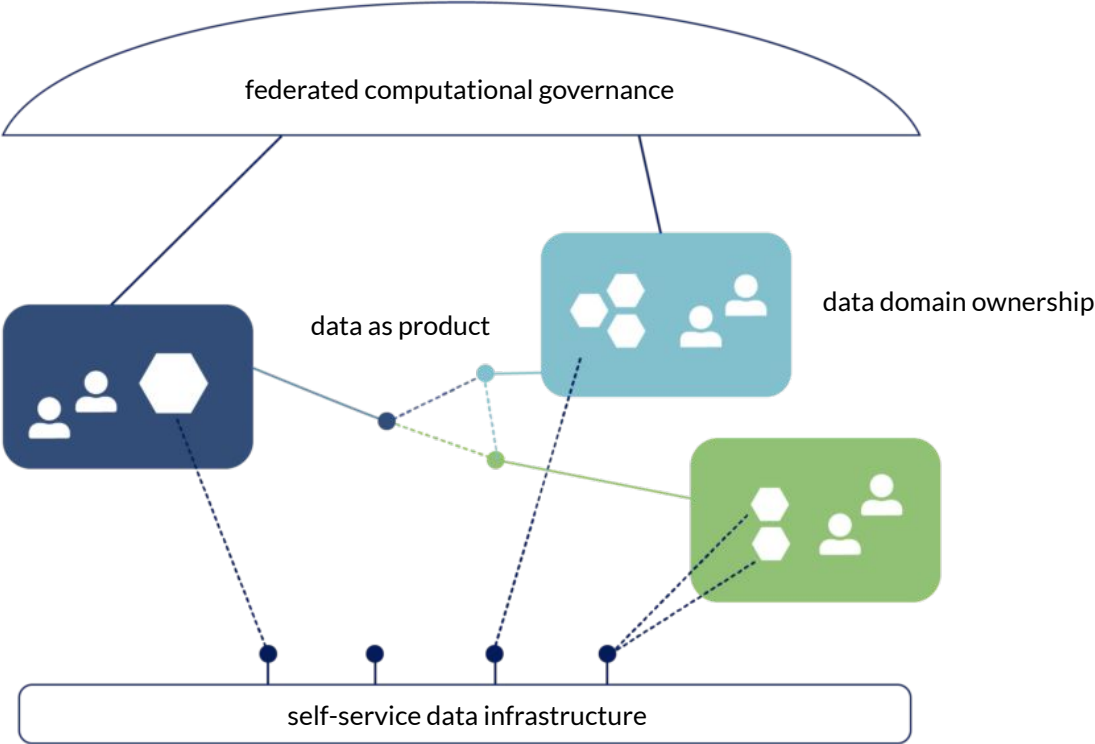 federated computational governance
data as product
data domain ownership
self-service data infrastructure